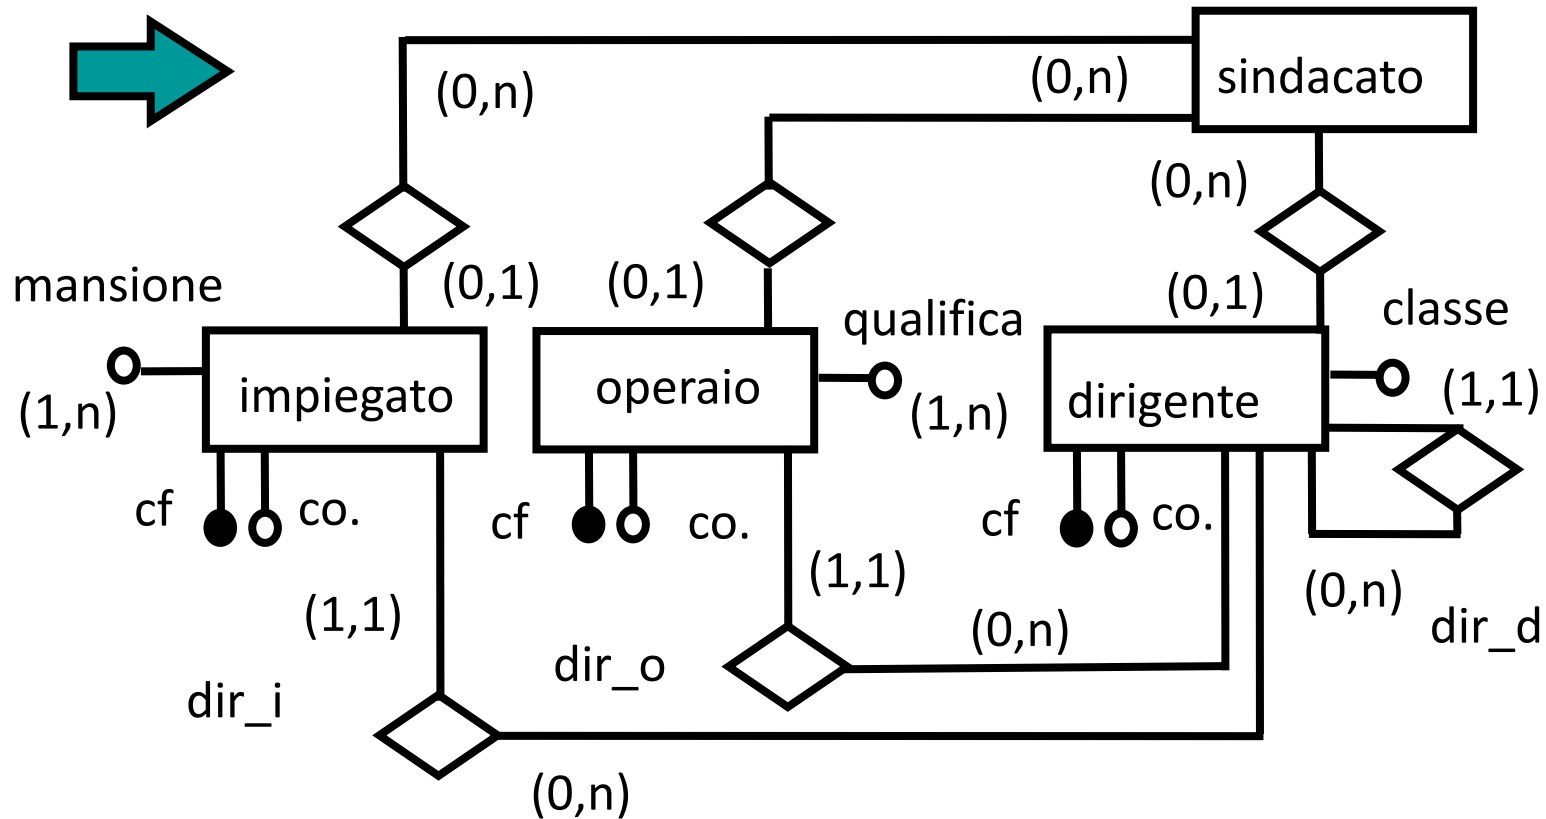 sindacato
(0,n)
(0,n)
(0,n)
(0,1)
(0,1)
(0,1)
mansione
qualifica
classe
(1,n)
impiegato
operaio
(1,n)
dirigente
(1,1)
cf
co.
cf
co.
cf
co.
(1,1)
(1,1)
(0,n)
(0,n)
dir_d
dir_i
dir_o
(0,n)